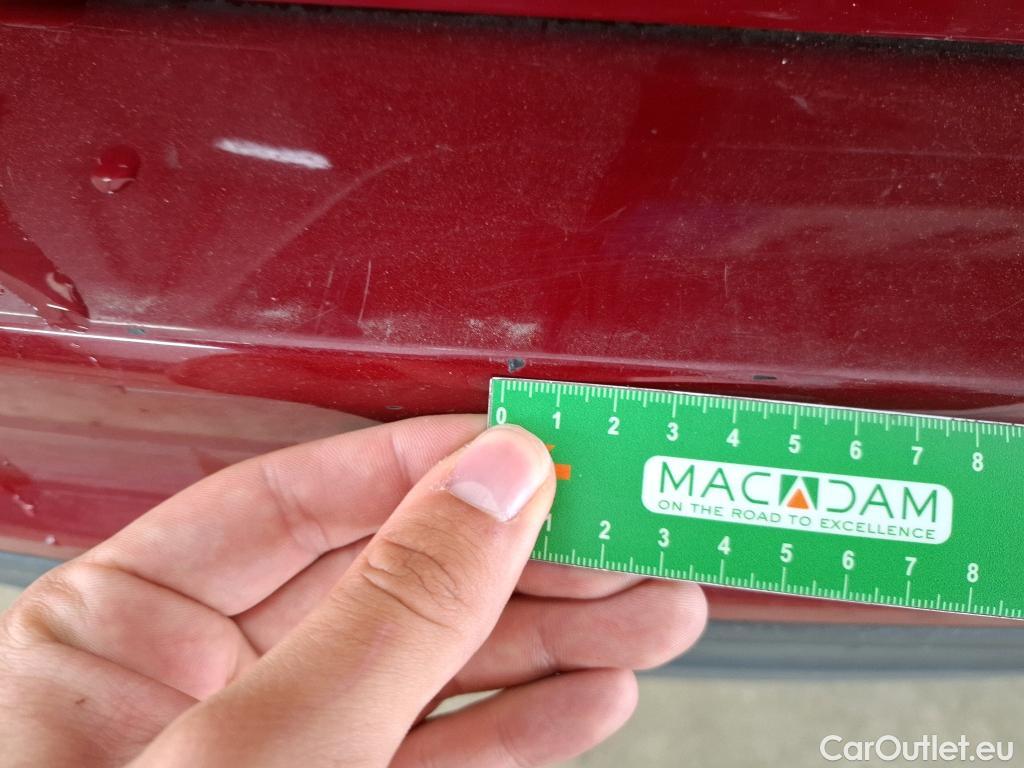 0 1 2 3 4 5 6 7 8
MACADAM
ON THE ROAD TO EXCELLENCE
1 2 3 4 5 6 7 8
CarOutlet.eu